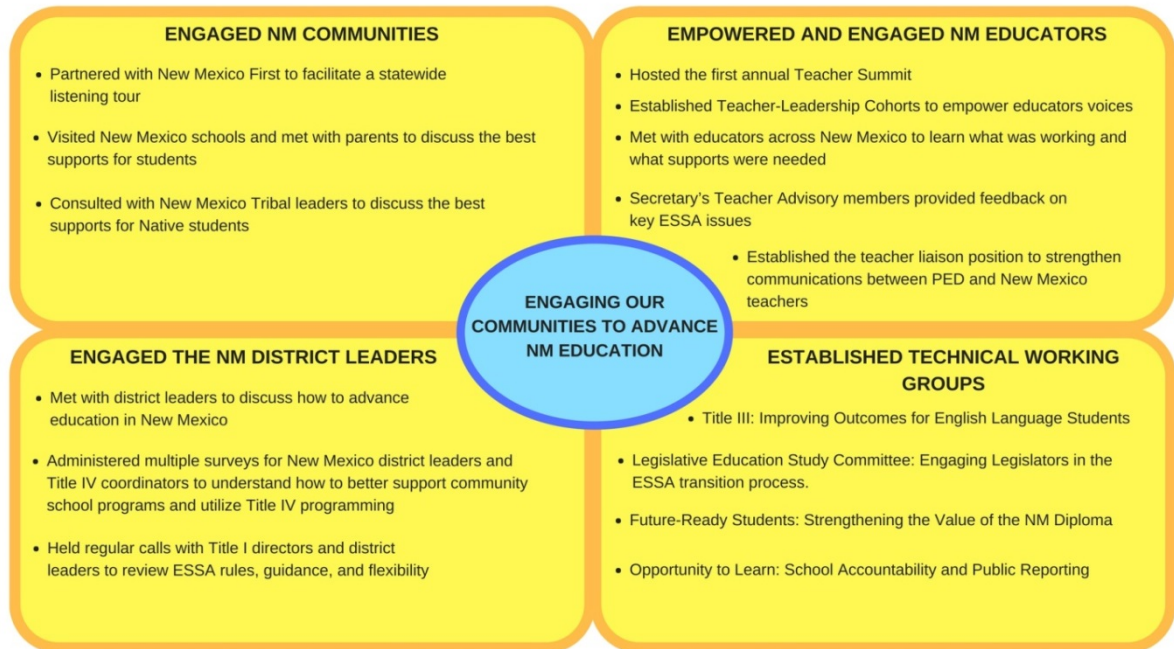 ENGAGED NM COMMUNITIES
• Partnered with New Mexico First to facilitate a statewide
listening tour
• Visited New Mexico schools and met with parents to discuss the best
supports for students
• Consulted with New Mexico Tribal leaders to discuss the best
supports for Native students
EMPOWERED AND ENGAGED NM EDUCATORS
• Hosted the first annual Teacher Summit
• Established Teacher-Leadership Cohorts to empower educators voices
• Met with educators across New Mexico to learn what was working and
what supports were needed
• Secretary's Teacher Advisory members provided feedback on
key ESSA issues
• Established the teacher liaison position to strengthen
communications between PED and New Mexico
teachers
ENGAGING OUR
COMMUNITIES TO ADVANCE
NM EDUCATION
ENGAGED THE NM DISTRICT LEADERS
• Met with district leaders to discuss how to advance
education in New Mexico
• Administered multiple surveys for New Mexico district leaders and
Title IV coordinators to understand how to better support community
school programs and utilize Title IV programming
• Held regular calls with Title I directors and district
leaders to review ESSA rules, guidance, and flexibility
ESTABLISHED TECHNICAL WORKING
GROUPS
• Title III: Improving Outcomes for English Language Students
• Legislative Education Study Committee: Engaging Legislators in the
ESSA transition process.
• Future-Ready Students: Strengthening the Value of the NM Diploma
• Opportunity to Learn: School Accountability and Public Reporting